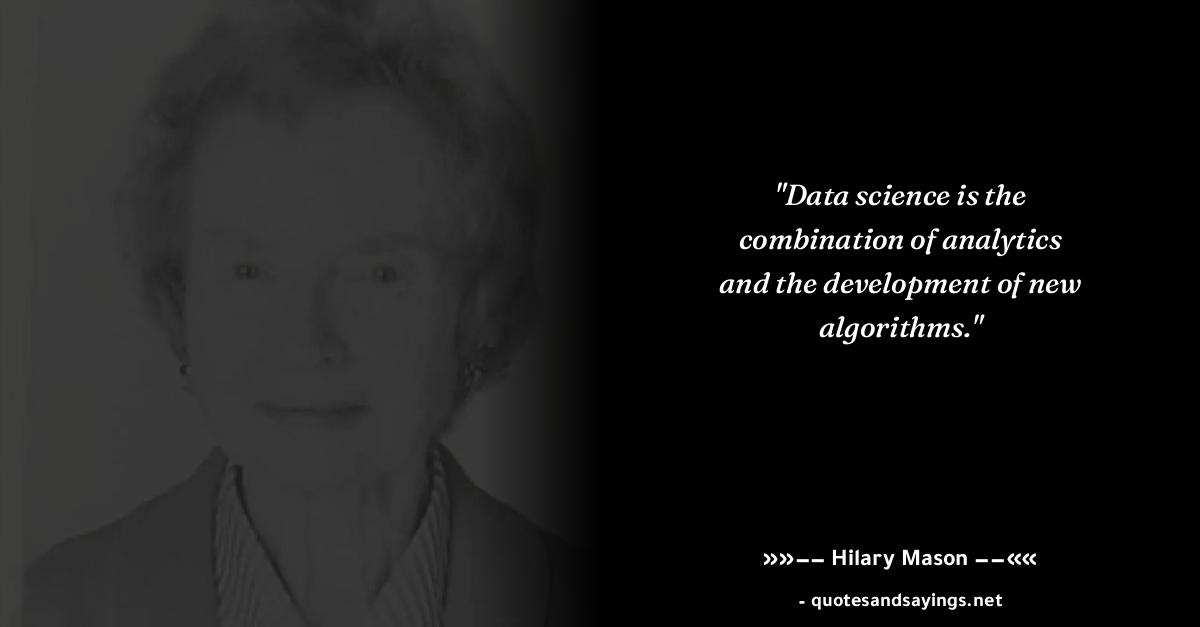 "Data science is the
combination of analytics
and the development of new
algorithms."
»»−− Hilary Mason −−««
- quotesandsayings.net